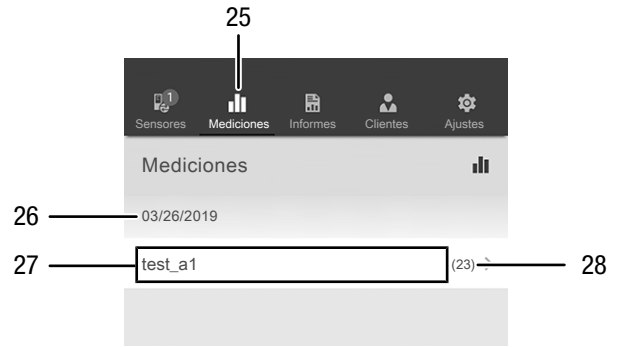 25
1
Sensores Mediciones Informes Clientes Ajustes
Mediciones
26 03/26/2019
27 test_a1 (23) 28